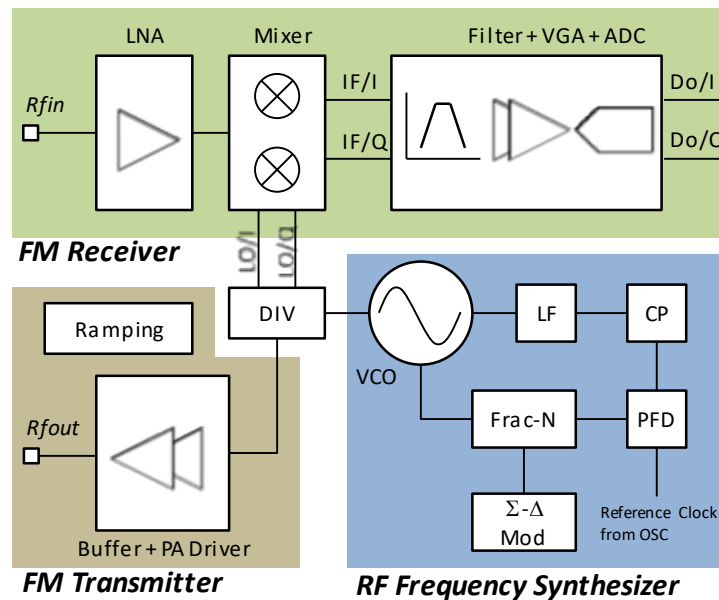 LNA
Mixer
Filter + VGA + ADC
Rfin
IF/I
IF/Q
Do/I
Do/Q
FM Receiver
LO/I
LO/Q
DIV
Ramping
VCO
LF
CP
Frac-N
PFD
Rfout
Σ-Δ
Mod
Reference Clock
from OSC
Buffer + PA Driver
FM Transmitter
RF Frequency Synthesizer